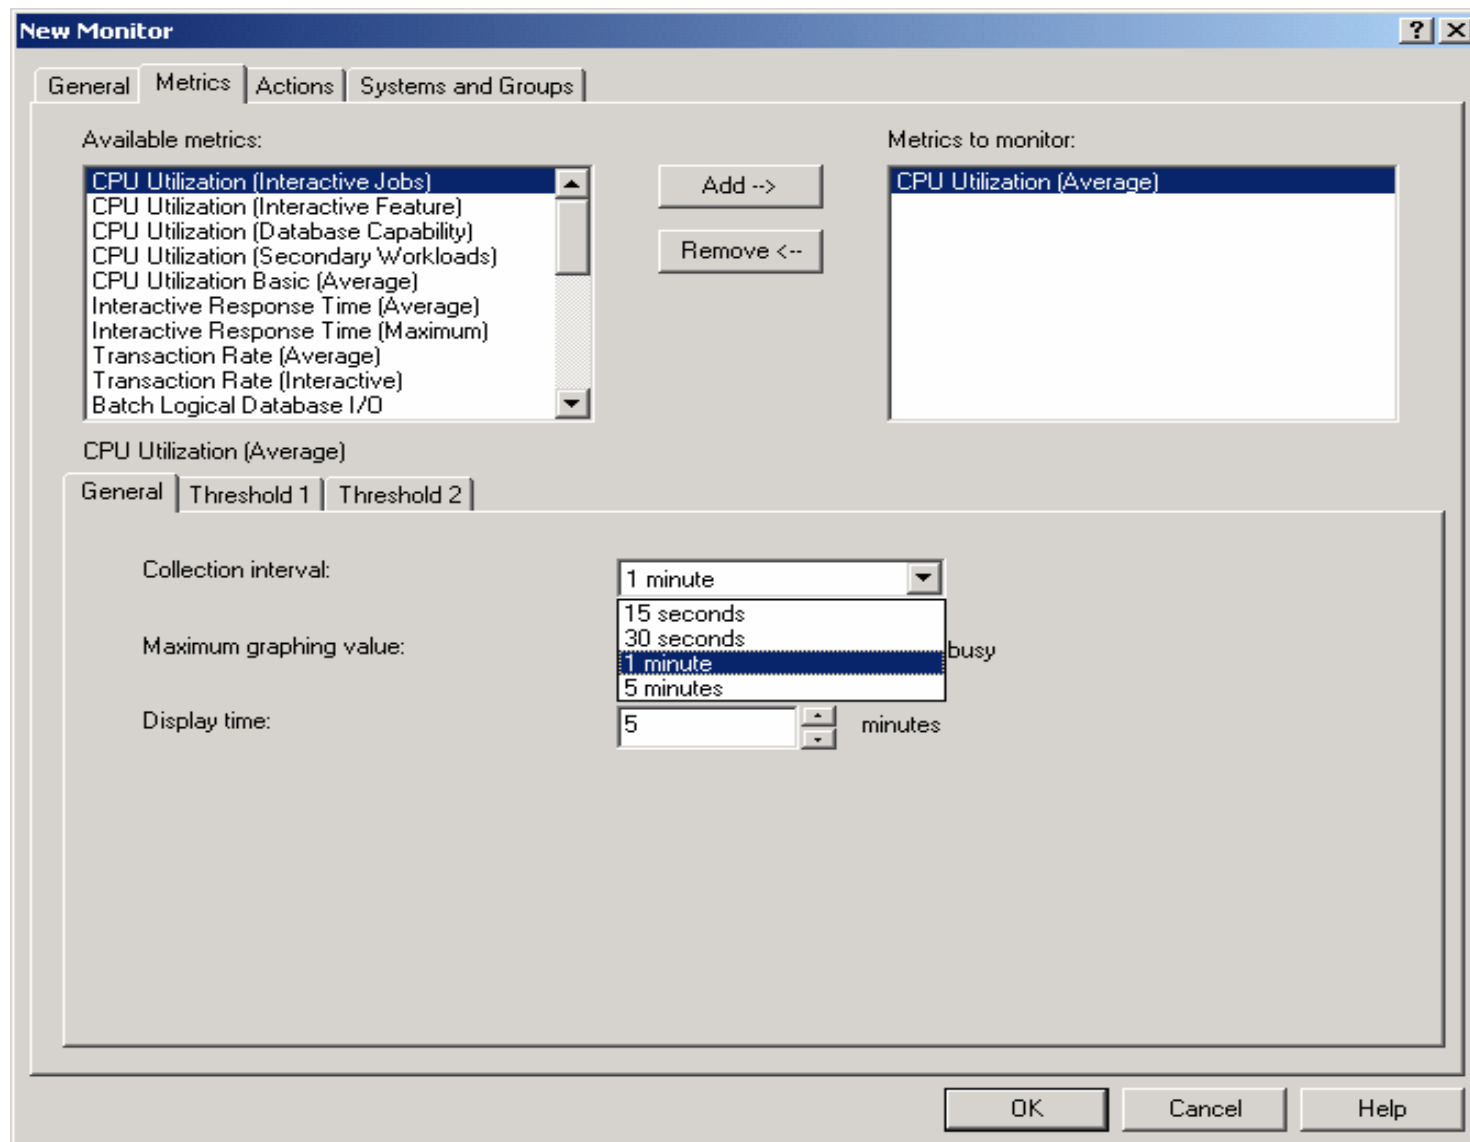 New Monitor
General Metrics Actions Systems and Groups
Available metrics:
Metrics to monitor:
CPU Utilization (Interactive Jobs)
CPU Utilization (Interactive Feature)
CPU Utilization (Database Capability)
CPU Utilization (Secondary Workloads)
CPU Utilization Basic (Average)
Interactive Response Time (Average)
Interactive Response Time (Maximum)
Transaction Rate (Average)
Transaction Rate (Interactive)
Batch Logical Database I/O
Add -->
Remove <--
CPU Utilization (Average)
CPU Utilization (Average)
General Threshold 1 Threshold 2
Collection interval:
1 minute
15 seconds
30 seconds
1 minute
5 minutes
Maximum graphing value:
busy
Display time:
5 minutes
OK Cancel Help